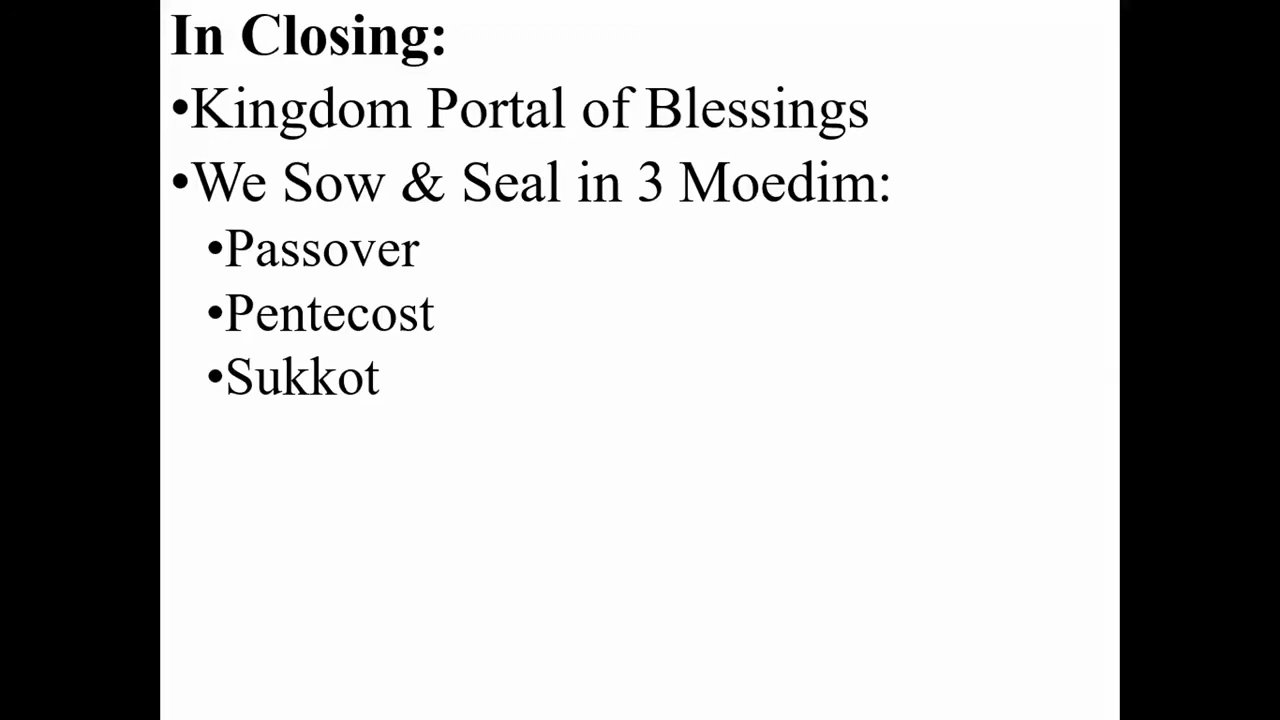 In Closing:
•Kingdom Portal of Blessings
•We Sow & Seal in 3 Moedim:
•Passover
•Pentecost
•Sukkot